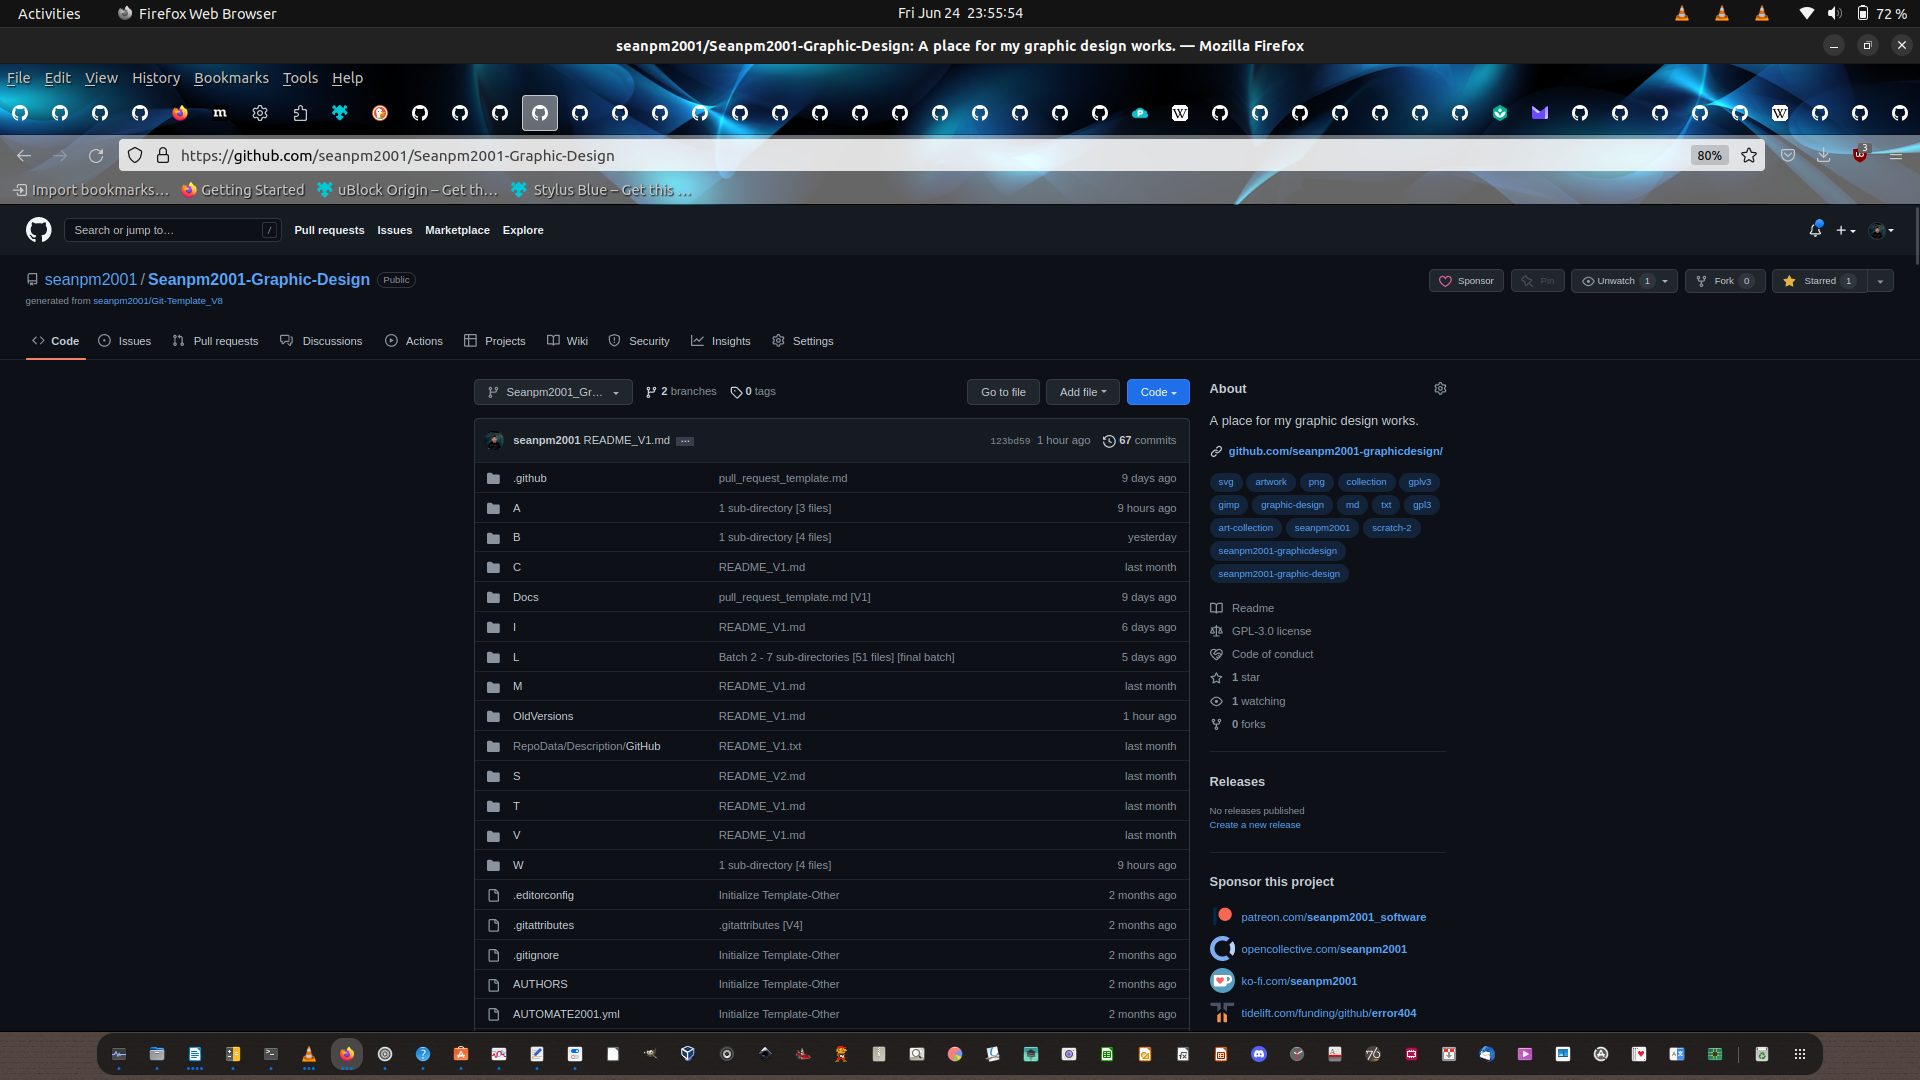 Activities Firefox Web Browser Fri Jun 24 23:55:54 72 %
seanpm2001/Seanpm2001-Graphic-Design: A place for my graphic design works. — Mozilla Firefox
File Edit View History Bookmarks Tools Help
https://github.com/seanpm2001/Seanpm2001-Graphic-Design 80% 3
Import bookmarks… Getting Started uBlock Origin – Get th… Stylus Blue – Get this …
Search or jump to… / Pull requests Issues Marketplace Explore
seanpm2001 / Seanpm2001-Graphic-Design Public Sponsor Pin Unwatch 1 Fork 0 Starred 1
generated from seanpm2001/Git-Template_V8
Code Issues Pull requests Discussions Actions Projects Wiki Security Insights Settings
Seanpm2001_Gr… 2 branches 0 tags Go to file Add file Code
seanpm2001 README_V1.md … 123bd59 1 hour ago 67 commits
.github pull_request_template.md 9 days ago
A 1 sub-directory [3 files] 9 hours ago
B 1 sub-directory [4 files] yesterday
C README_V1.md last month
Docs pull_request_template.md [V1] 9 days ago
I README_V1.md 6 days ago
L Batch 2 - 7 sub-directories [51 files] [final batch] 5 days ago
M README_V1.md last month
OldVersions README_V1.md 1 hour ago
RepoData/Description/GitHub README_V1.txt last month
S README_V2.md last month
T README_V1.md last month
V README_V1.md last month
W 1 sub-directory [4 files] 9 hours ago
.editorconfig Initialize Template-Other 2 months ago
.gitattributes .gitattributes [V4] 2 months ago
.gitignore Initialize Template-Other 2 months ago
AUTHORS Initialize Template-Other 2 months ago
AUTOMATE2001.yml Initialize Template-Other 2 months ago
About
A place for my graphic design works.
github.com/seanpm2001-graphicdesign/
svg artwork png collection gplv3
gimp graphic-design md txt gpl3
art-collection seanpm2001 scratch-2
seanpm2001-graphicdesign
seanpm2001-graphic-design
Readme
GPL-3.0 license
Code of conduct
1 star
1 watching
0 forks
Releases
No releases published
Create a new release
Sponsor this project
patreon.com/seanpm2001_software
opencollective.com/seanpm2001
ko-fi.com/seanpm2001
tidelift.com/funding/github/error404